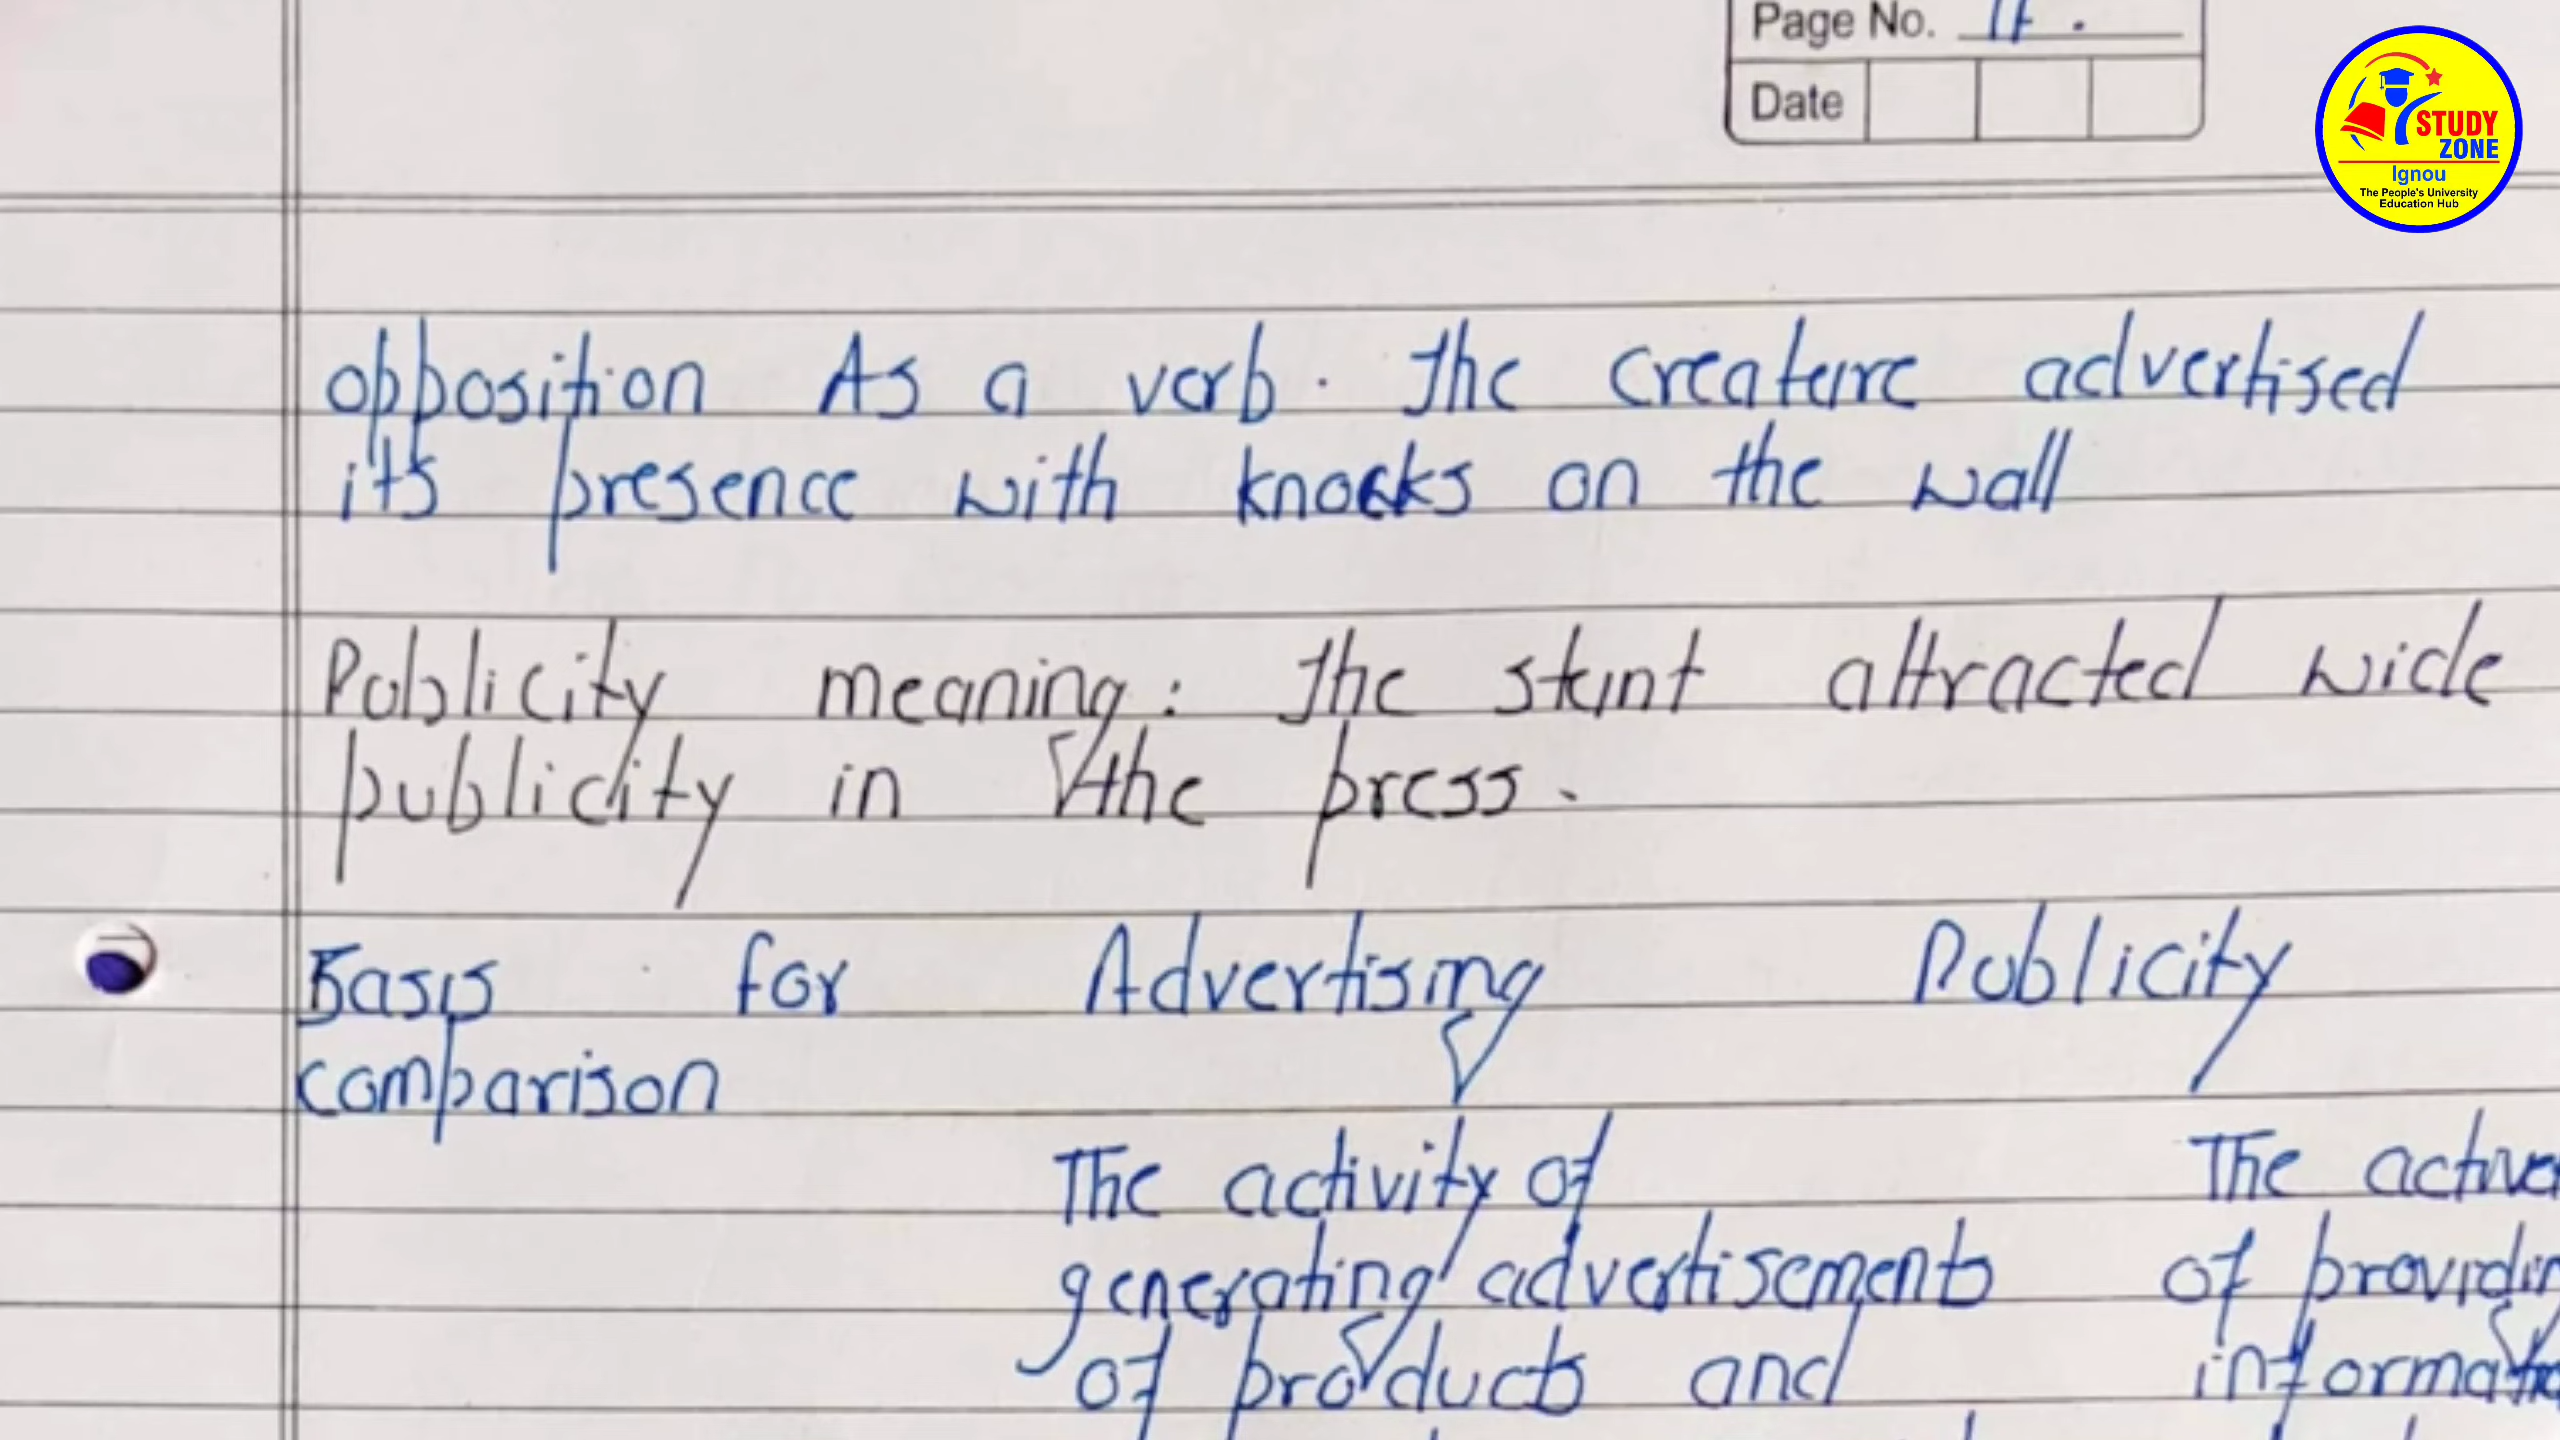 Page No. 17.
Date
STUDY
ZONE
Ignou
The People's University
Education Hub
opposition As a verb. The creature advertised
its presence with knocks on the wall
Publicity meaning: The stunt attracted wide
publicity in the press.
Basis for Advertising Publicity
comparison
The activity of The
generating advertisements of
of products and